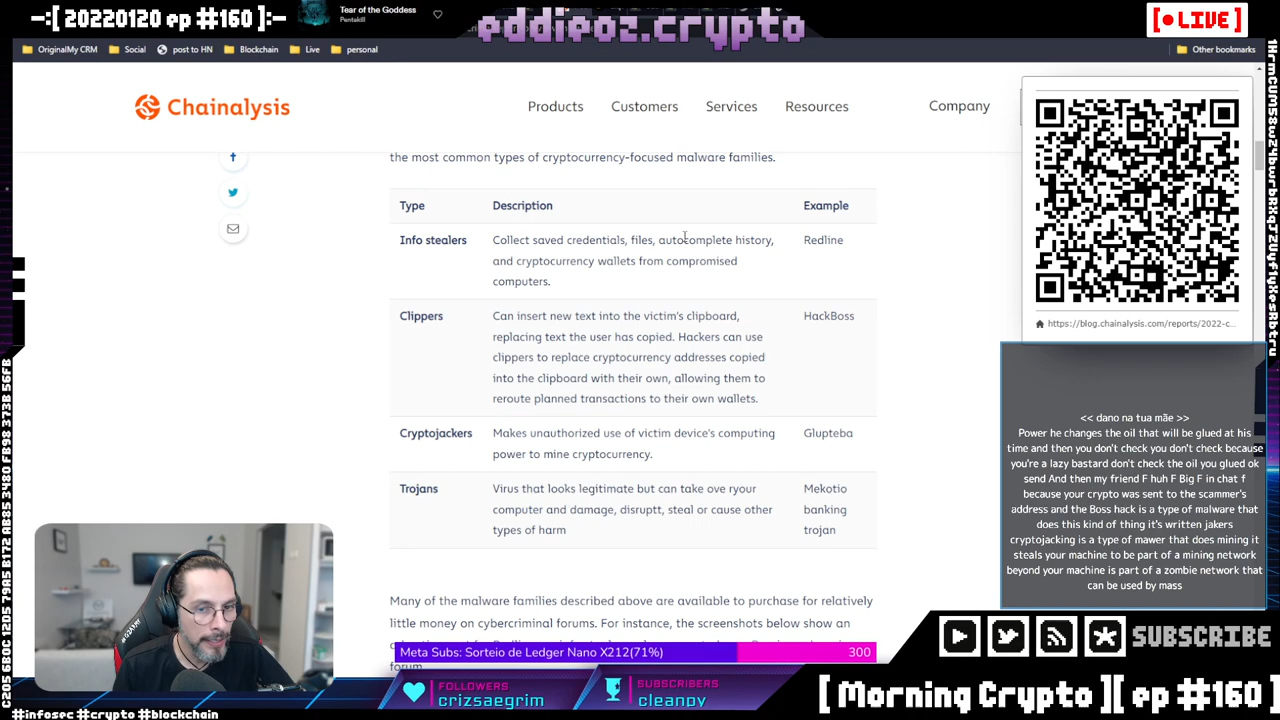 -:[ 20220120 ep #160 ]:-
Tear of the Goddess
Pentakill
eddieoz.crypto
[ LIVE ]
OriginalMy CRM
Social
post to HN
Blockchain
Live
personal
Other bookmarks
Chainalysis
Products
Customers
Services
Resources
Company
the most common types of cryptocurrency-focused malware families.
Type
Description
Example
Info stealers
Collect saved credentials, files, autocomplete history,
and cryptocurrency wallets from compromised
computers.
Redline
Clippers
Can insert new text into the victim's clipboard,
replacing text the user has copied. Hackers can use
clippers to replace cryptocurrency addresses copied
into the clipboard with their own, allowing them to
reroute planned transactions to their own wallets.
HackBoss
Cryptojackers
Makes unauthorized use of victim device's computing
power to mine cryptocurrency.
Glupteba
Trojans
Virus that looks legitimate but can take ove ryour
computer and damage, disruptt, steal or cause other
types of harm
Mekotio
banking
trojan
Many of the malware families described above are available to purchase for relatively
little money on cybercriminal forums. For instance, the screenshots below show an
forum.
https://blog.chainalysis.com/reports/2022-c...
<< dano na tua mãe >>
Power he changes the oil that will be glued at his
time and then you don't check you don't check because
you're a lazy bastard don't check the oil you glued ok
send And then my friend F huh F Big F in chat f
because your crypto was sent to the scammer's
address and the Boss hack is a type of malware that
does this kind of thing it's written jakers
cryptojacking is a type of mawer that does mining it
steals your machine to be part of a mining network
beyond your machine is part of a zombie network that
can be used by mass
Meta Subs: Sorteio de Ledger Nano X212(71%)
300
FOLLOWERS
crizsaegrim
SUBSCRIBERS
cleanpy
SUBSCRIBE
[ Morning Crypto ][ ep #160 ]
#infosec #crypto #blockchain
C2C5 5B0C 12D5 79A5 B172 AB35 3480 FB98 373B 56FB